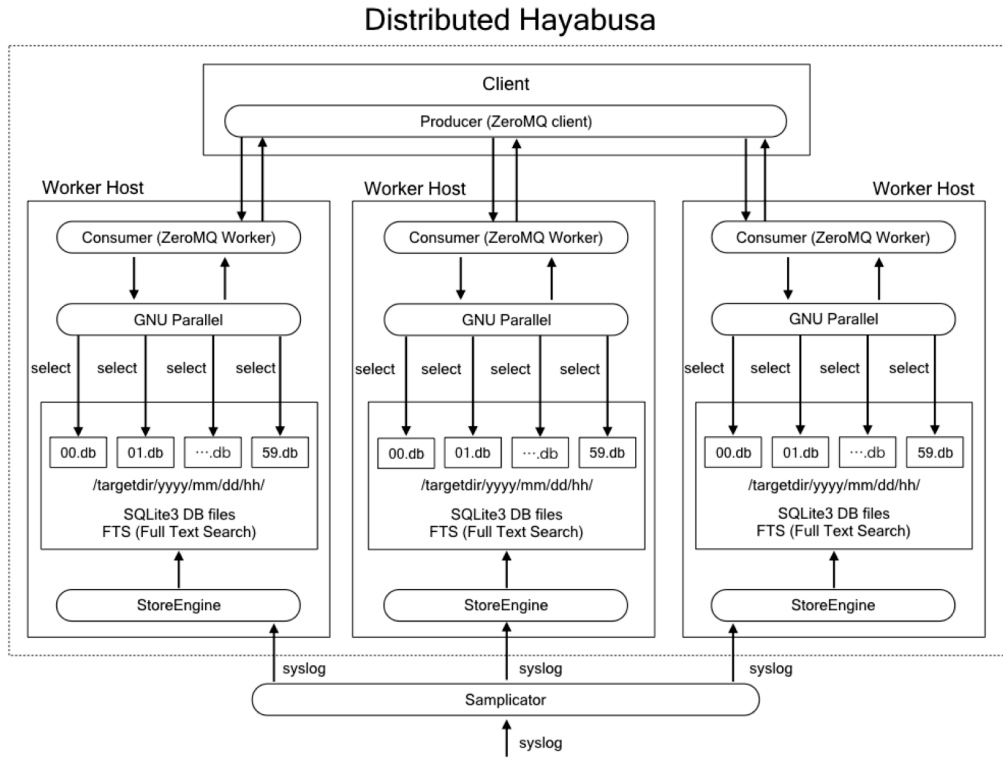 Distributed Hayabusa
Client
Producer (ZeroMQ client)
Worker Host
Worker Host
Worker Host
Consumer (ZeroMQ Worker)
Consumer (ZeroMQ Worker)
Consumer (ZeroMQ Worker)
GNU Parallel
GNU Parallel
GNU Parallel
select select select select
select select select select
select select select select
00.db 01.db ….db 59.db
00.db 01.db ….db 59.db
00.db 01.db ….db 59.db
/targetdir/yyyy/mm/dd/hh/
/targetdir/yyyy/mm/dd/hh/
/targetdir/yyyy/mm/dd/hh/
SQLite3 DB files
FTS (Full Text Search)
SQLite3 DB files
FTS (Full Text Search)
SQLite3 DB files
FTS (Full Text Search)
StoreEngine
StoreEngine
StoreEngine
syslog
syslog
syslog
Samplicator
syslog